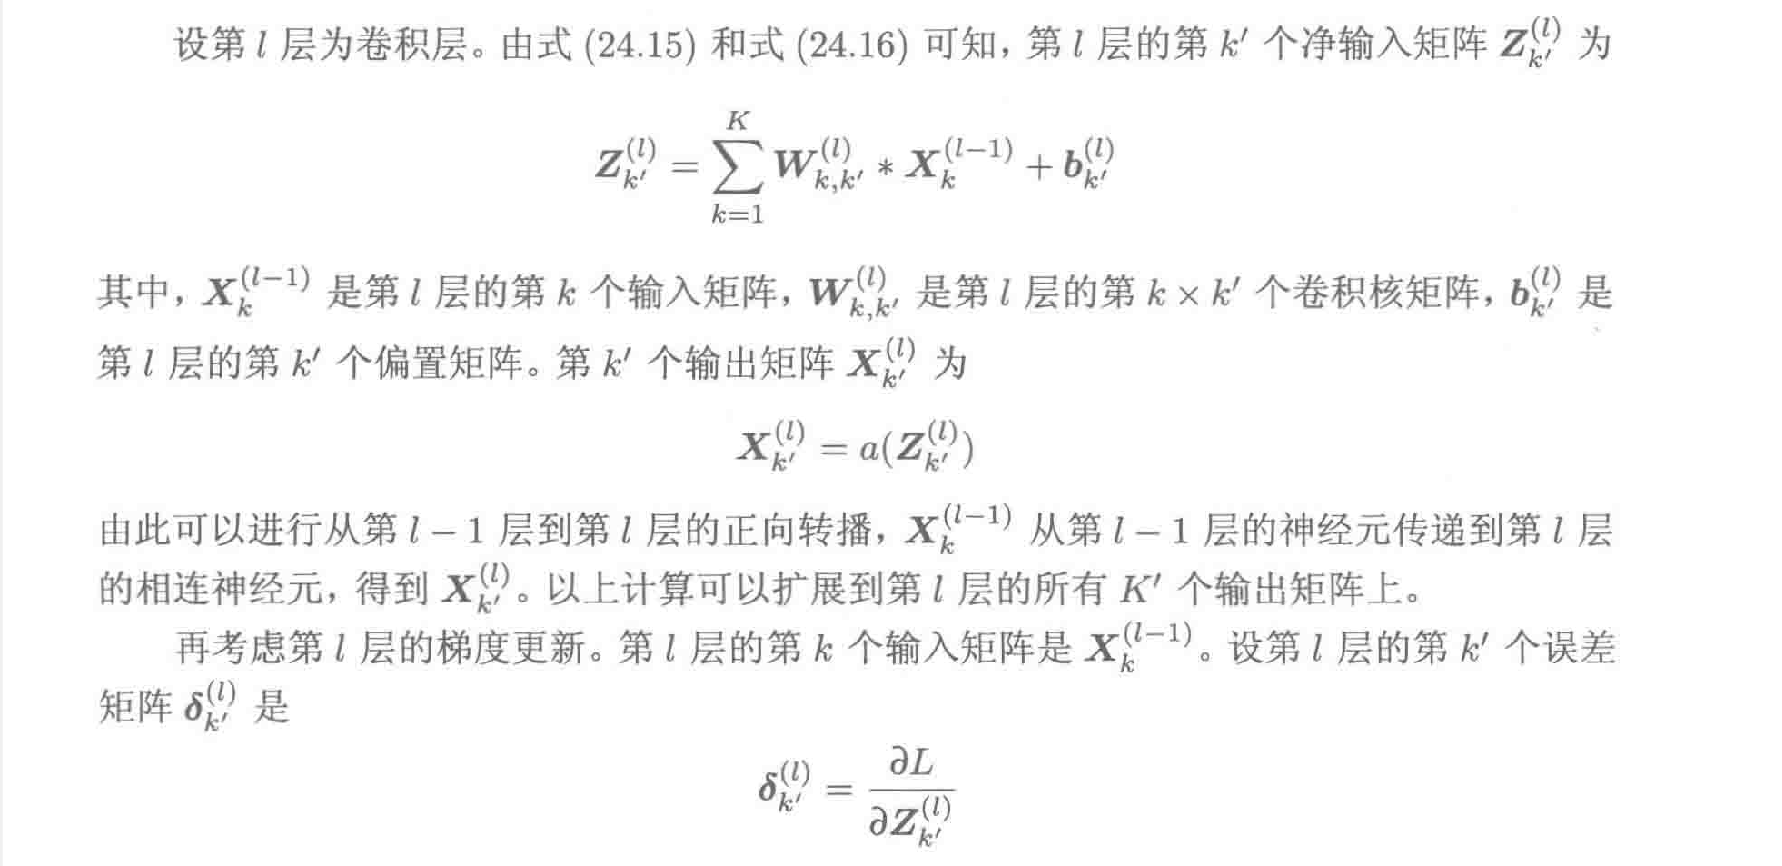 设第 l 层为卷积层。由式 (24.15) 和式 (24.16) 可知, 第 l 层的第 k′ 个净输入矩阵 $\boldsymbol{Z}_{k'}^{(l)}$ 为
$\boldsymbol{Z}_{k'}^{(l)} = \sum_{k=1}^{K} \boldsymbol{W}_{k,k'}^{(l)} * \boldsymbol{X}_{k}^{(l-1)} + \boldsymbol{b}_{k'}^{(l)}$
其中, $\boldsymbol{X}_{k}^{(l-1)}$ 是第 l 层的第 k 个输入矩阵, $\boldsymbol{W}_{k,k'}^{(l)}$ 是第 l 层的第 k × k′ 个卷积核矩阵, $\boldsymbol{b}_{k'}^{(l)}$ 是
第 l 层的第 k′ 个偏置矩阵。第 k′ 个输出矩阵 $\boldsymbol{X}_{k'}^{(l)}$ 为
$\boldsymbol{X}_{k'}^{(l)} = a(\boldsymbol{Z}_{k'}^{(l)})$
由此可以进行从第 l − 1 层到第 l 层的正向转播, $\boldsymbol{X}_{k}^{(l-1)}$ 从第 l − 1 层的神经元传递到第 l 层
的相连神经元, 得到 $\boldsymbol{X}_{k'}^{(l)}$。以上计算可以扩展到第 l 层的所有 K′ 个输出矩阵上。
再考虑第 l 层的梯度更新。第 l 层的第 k 个输入矩阵是 $\boldsymbol{X}_{k}^{(l-1)}$。设第 l 层的第 k′ 个误差
矩阵 $\boldsymbol{\delta}_{k'}^{(l)}$ 是
$\boldsymbol{\delta}_{k'}^{(l)} = \frac{\partial L}{\partial \boldsymbol{Z}_{k'}^{(l)}}$